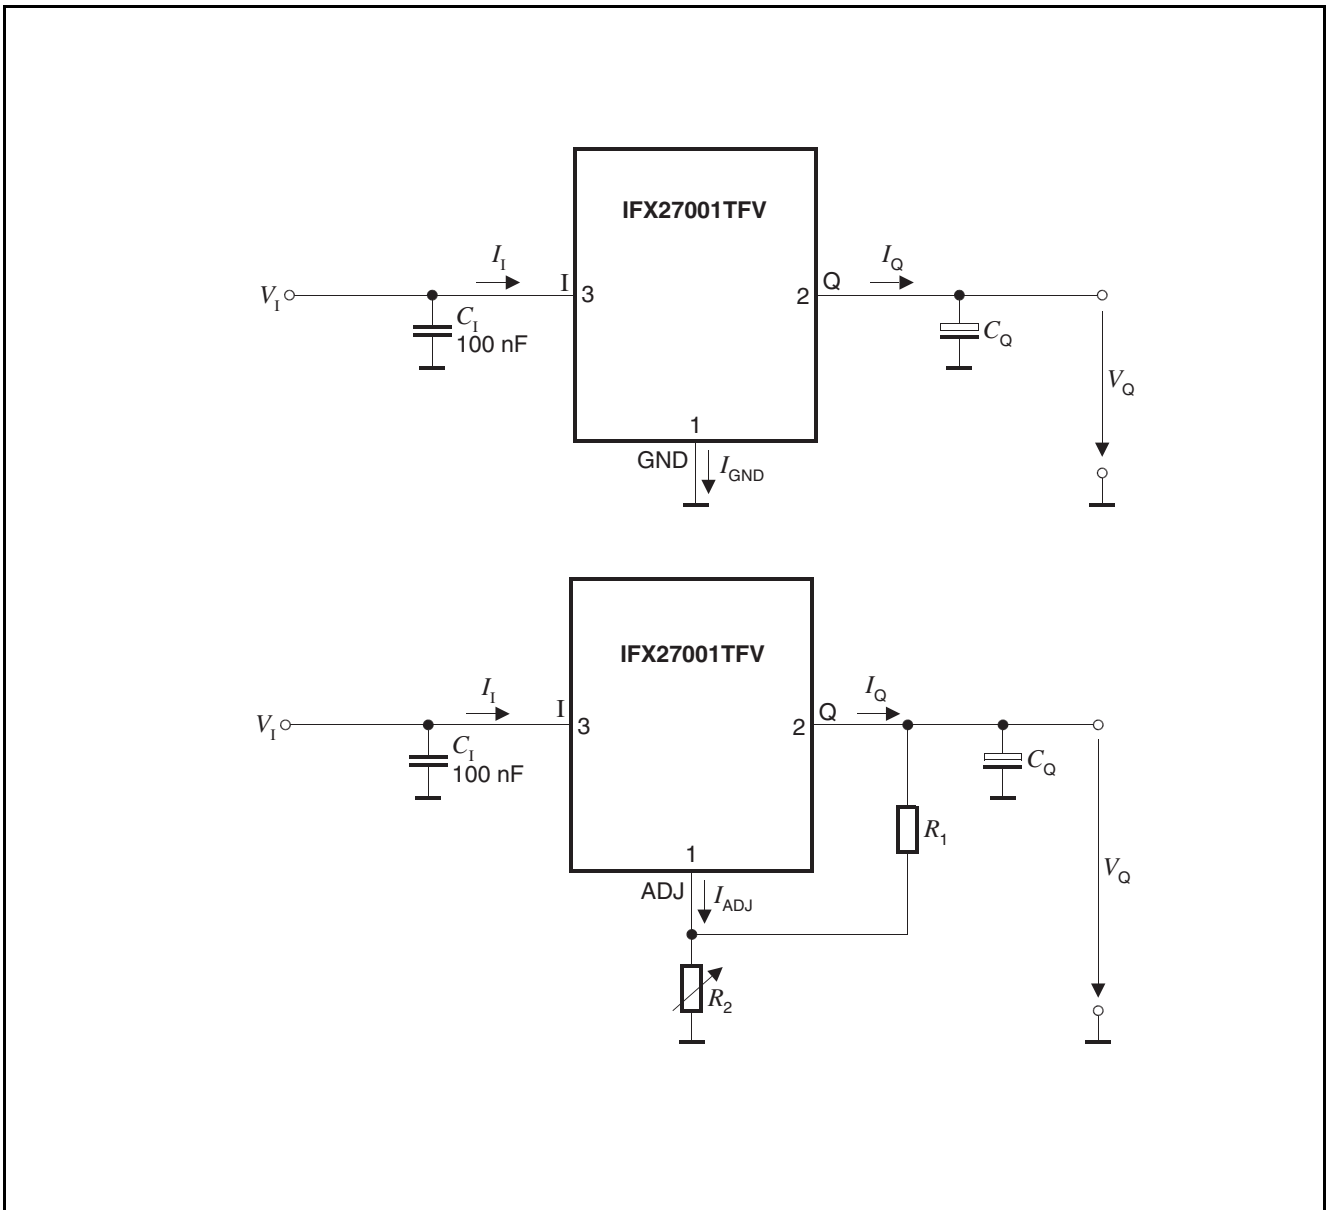 IFX27001TFV
I_I
I_Q
V_I
I
3
2
Q
C_I
100 nF
C_Q
V_Q
1
GND
I_GND
IFX27001TFV
I_I
I_Q
V_I
I
3
2
Q
C_I
100 nF
C_Q
R_1
1
V_Q
ADJ
I_ADJ
R_2